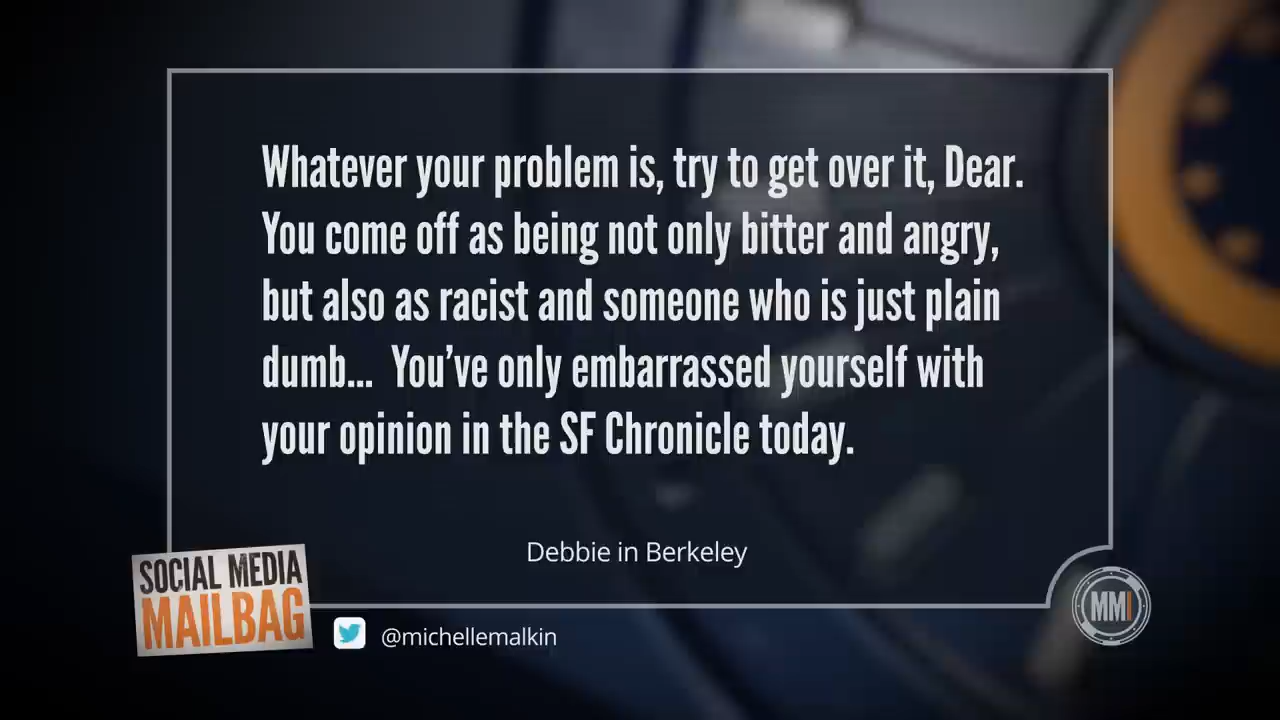 Whatever your problem is, try to get over it, Dear.
You come off as being not only bitter and angry,
but also as racist and someone who is just plain
dumb... You've only embarrassed yourself with
your opinion in the SF Chronicle today.
Debbie in Berkeley
SOCIAL MEDIA
MAILBAG
@michellemalkin
MMI